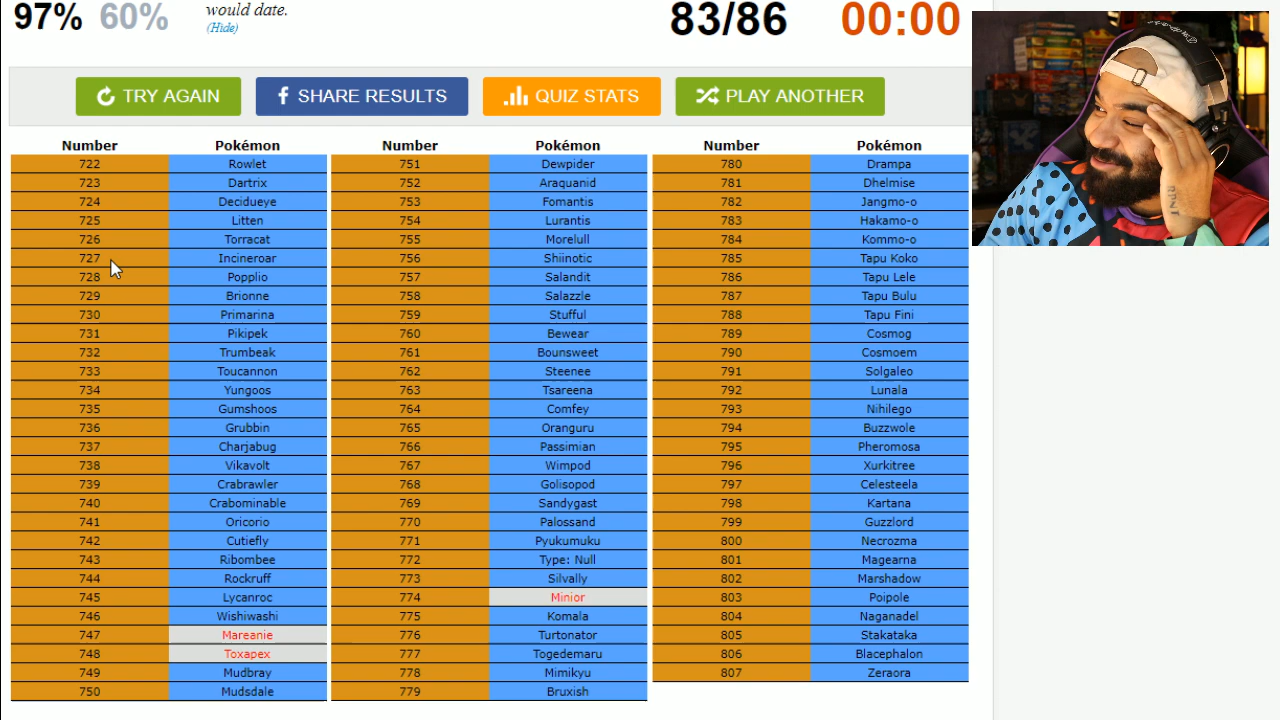 97% 60%
would date.
(Hide)
83/86
00:00
TRY AGAIN
SHARE RESULTS
QUIZ STATS
PLAY ANOTHER
Number Pokémon Number Pokémon Number Pokémon
722 Rowlet 751 Dewpider 780 Drampa
723 Dartrix 752 Araquanid 781 Dhelmise
724 Decidueye 753 Fomantis 782 Jangmo-o
725 Litten 754 Lurantis 783 Hakamo-o
726 Torracat 755 Morelull 784 Kommo-o
727 Incineroar 756 Shiinotic 785 Tapu Koko
728 Popplio 757 Salandit 786 Tapu Lele
729 Brionne 758 Salazzle 787 Tapu Bulu
730 Primarina 759 Stufful 788 Tapu Fini
731 Pikipek 760 Bewear 789 Cosmog
732 Trumbeak 761 Bounsweet 790 Cosmoem
733 Toucannon 762 Steenee 791 Solgaleo
734 Yungoos 763 Tsareena 792 Lunala
735 Gumshoos 764 Comfey 793 Nihilego
736 Grubbin 765 Oranguru 794 Buzzwole
737 Charjabug 766 Passimian 795 Pheromosa
738 Vikavolt 767 Wimpod 796 Xurkitree
739 Crabrawler 768 Golisopod 797 Celesteela
740 Crabominable 769 Sandygast 798 Kartana
741 Oricorio 770 Palossand 799 Guzzlord
742 Cutiefly 771 Pyukumuku 800 Necrozma
743 Ribombee 772 Type: Null 801 Magearna
744 Rockruff 773 Silvally 802 Marshadow
745 Lycanroc 774 Minior 803 Poipole
746 Wishiwashi 775 Komala 804 Naganadel
747 Mareanie 776 Turtonator 805 Stakataka
748 Toxapex 777 Togedemaru 806 Blacephalon
749 Mudbray 778 Mimikyu 807 Zeraora
750 Mudsdale 779 Bruxish